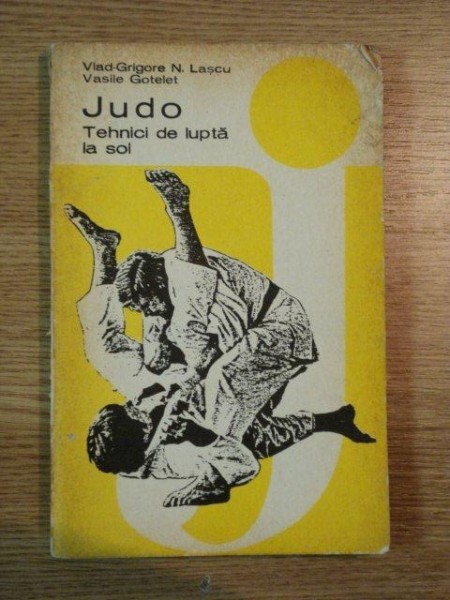 Vlad-Grigore N. Lașcu
Vasile Gotelet
Judo
Tehnici de luptă
la sol
j